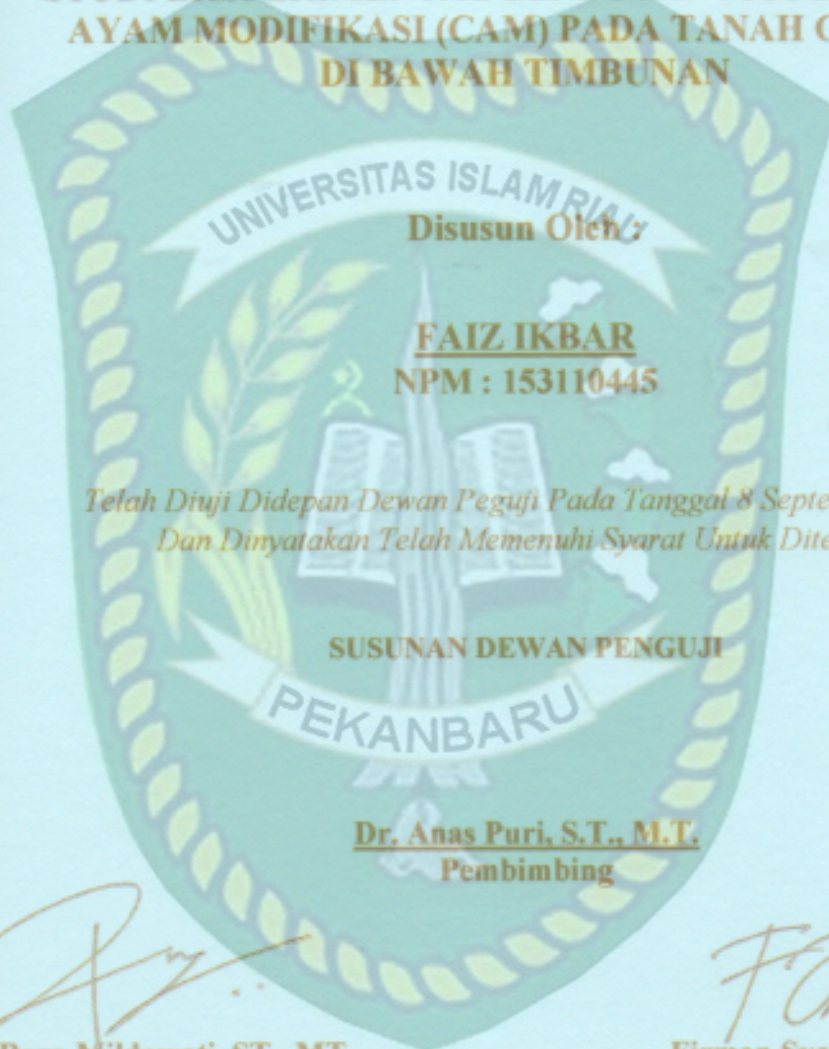 AYAM MODIFIKASI (CAM) PADA TANAH
DI BAWAH TIMBUNAN
UNIVERSITAS ISLAM RIAU
Disusun Oleh :
FAIZ IKBAR
NPM : 153110445
Telah Diuji Didepan Dewan Peguji Pada Tanggal 8
Dan Dinyatakan Telah Memenuhi Syarat Untuk
SUSUNAN DEWAN PENGUJI
PEKANBARU
Dr. Anas Puri, S.T., M.T.
Pembimbing